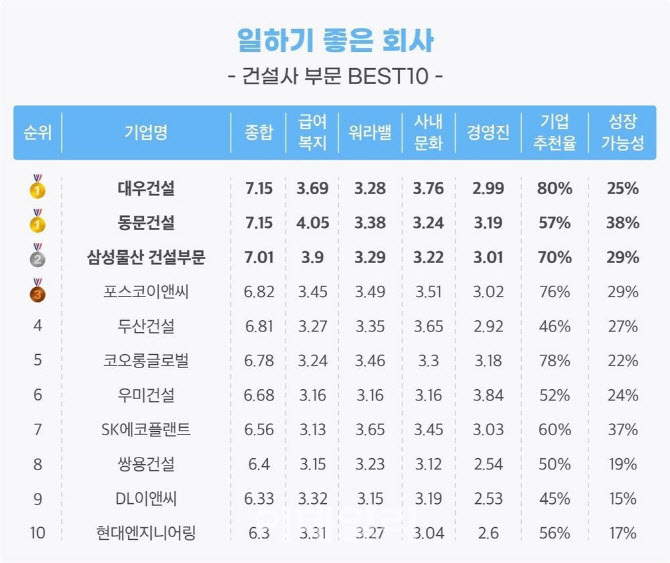 일하기 좋은 회사
- 건설사 부문 BEST10 -
순위 기업명 종합 급여 복지 워라밸 사내 문화 경영진 기업 추천율 성장 가능성
1 대우건설 7.15 3.69 3.28 3.76 2.99 80% 25%
1 동문건설 7.15 4.05 3.38 3.24 3.19 57% 38%
2 삼성물산 건설부문 7.01 3.9 3.29 3.22 3.01 70% 29%
3 포스코이앤씨 6.82 3.45 3.49 3.51 3.02 76% 29%
4 두산건설 6.81 3.27 3.35 3.65 2.92 46% 27%
5 코오롱글로벌 6.78 3.24 3.46 3.3 3.18 78% 22%
6 우미건설 6.68 3.16 3.16 3.16 3.84 52% 24%
7 SK에코플랜트 6.56 3.13 3.65 3.45 3.03 60% 37%
8 쌍용건설 6.4 3.15 3.23 3.12 2.54 50% 19%
9 DL이앤씨 6.33 3.32 3.15 3.19 2.53 45% 15%
10 현대엔지니어링 6.3 3.31 3.27 3.04 2.6 56% 17%